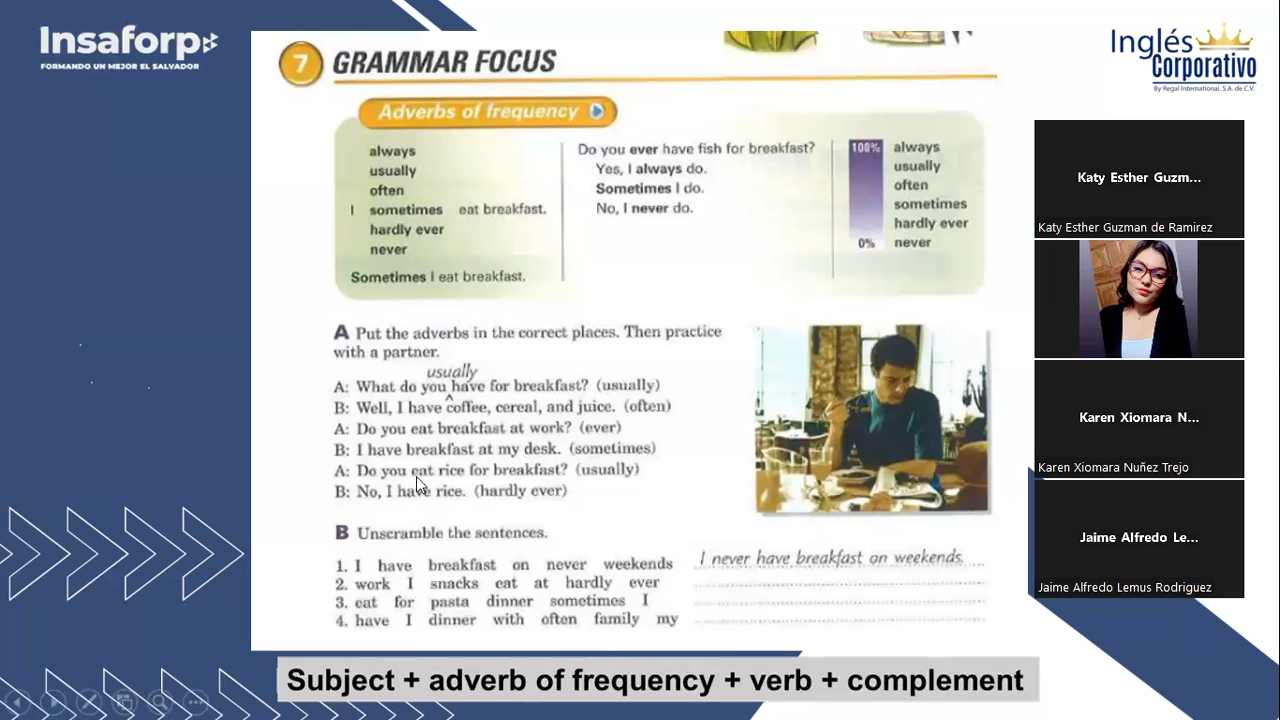 Insaforp
FORMANDO UN MEJOR EL SALVADOR
Inglés
Corporativo
By Regal International, S.A. de C.V.
7 GRAMMAR FOCUS
Adverbs of frequency
always
usually
often
I sometimes eat breakfast.
hardly ever
never
Sometimes I eat breakfast.
Do you ever have fish for breakfast?
Yes, I always do.
Sometimes I do.
No, I never do.
100% always
usually
often
sometimes
hardly ever
0% never
A Put the adverbs in the correct places. Then practice
with a partner.
usually
A: What do you have for breakfast? (usually)
B: Well, I have coffee, cereal, and juice. (often)
A: Do you eat breakfast at work? (ever)
B: I have breakfast at my desk. (sometimes)
A: Do you eat rice for breakfast? (usually)
B: No, I have rice. (hardly ever)
B Unscramble the sentences.
1. I have breakfast on never weekends I never have breakfast on weekends.
2. work I snacks eat at hardly ever
3. eat for pasta dinner sometimes I
4. have I dinner with often family my
Subject + adverb of frequency + verb + complement
Katy Esther Guzm...
Katy Esther Guzman de Ramirez
Karen Xiomara N...
Karen Xiomara Nuñez Trejo
Jaime Alfredo Le...
Jaime Alfredo Lemus Rodriguez